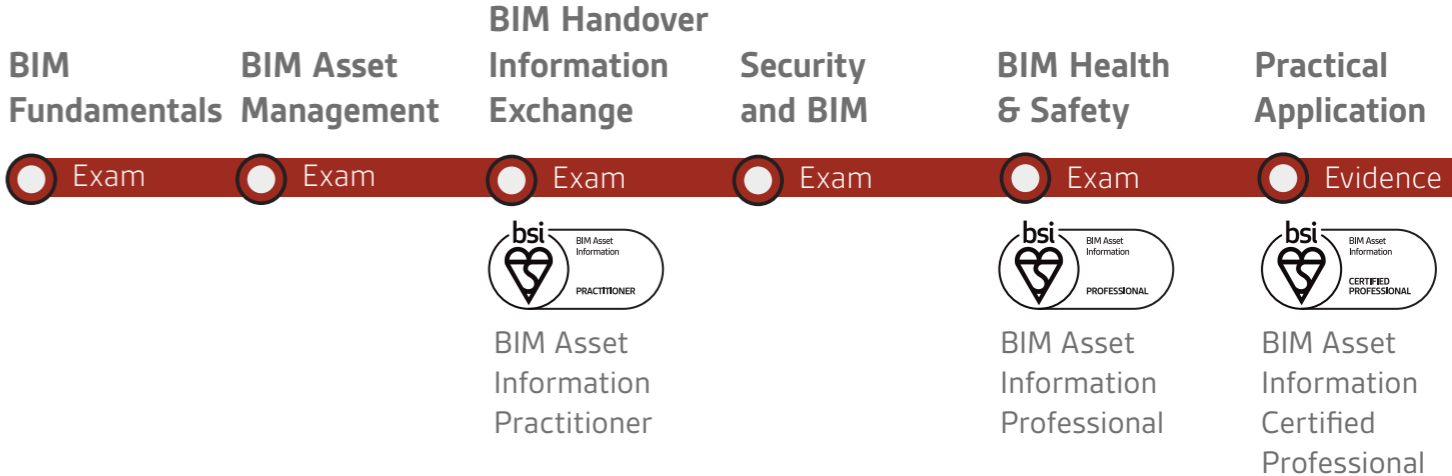 BIM
Fundamentals
BIM Asset
Management
BIM Handover
Information
Exchange
Security
and BIM
BIM Health
& Safety
Practical
Application
Exam
Exam
Exam
Exam
Exam
Evidence
bsi
BIM Asset
Information
PRACTITIONER
BIM Asset
Information
Practitioner
bsi
BIM Asset
Information
PROFESSIONAL
BIM Asset
Information
Professional
bsi
BIM Asset
Information
CERTIFIED
PROFESSIONAL
BIM Asset
Information
Certified
Professional